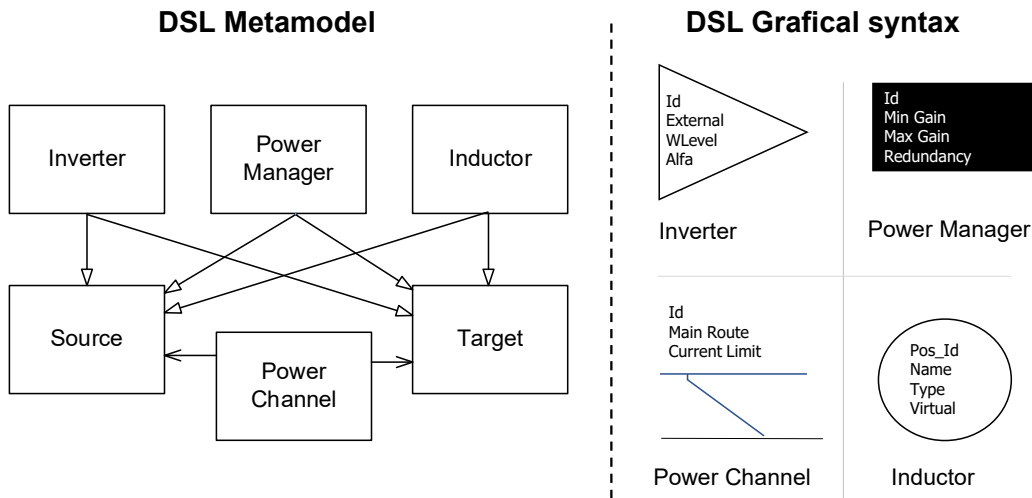 DSL Metamodel
Inverter
Power
Manager
Inductor
Source
Target
Power
Channel
DSL Grafical syntax
Id
External
WLevel
Alfa
Inverter
Id
Min Gain
Max Gain
Redundancy
Power Manager
Id
Main Route
Current Limit
Power Channel
Pos_Id
Name
Type
Virtual
Inductor